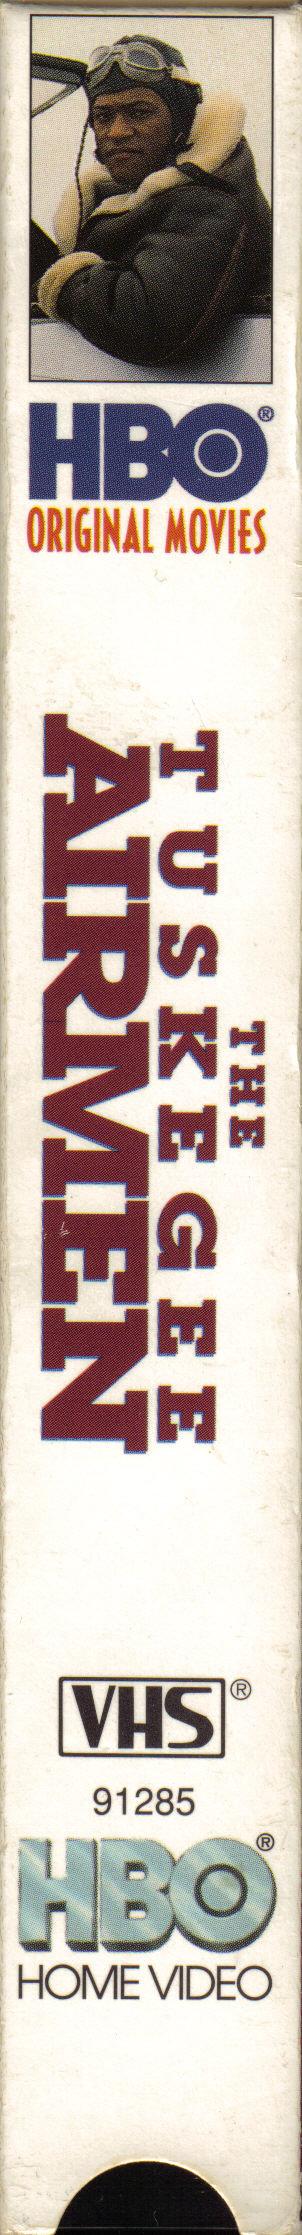 HBO®
ORIGINAL MOVIES
THE
TUSKEGEE
AIRMEN
VHS®
91285
HBO®
HOME VIDEO